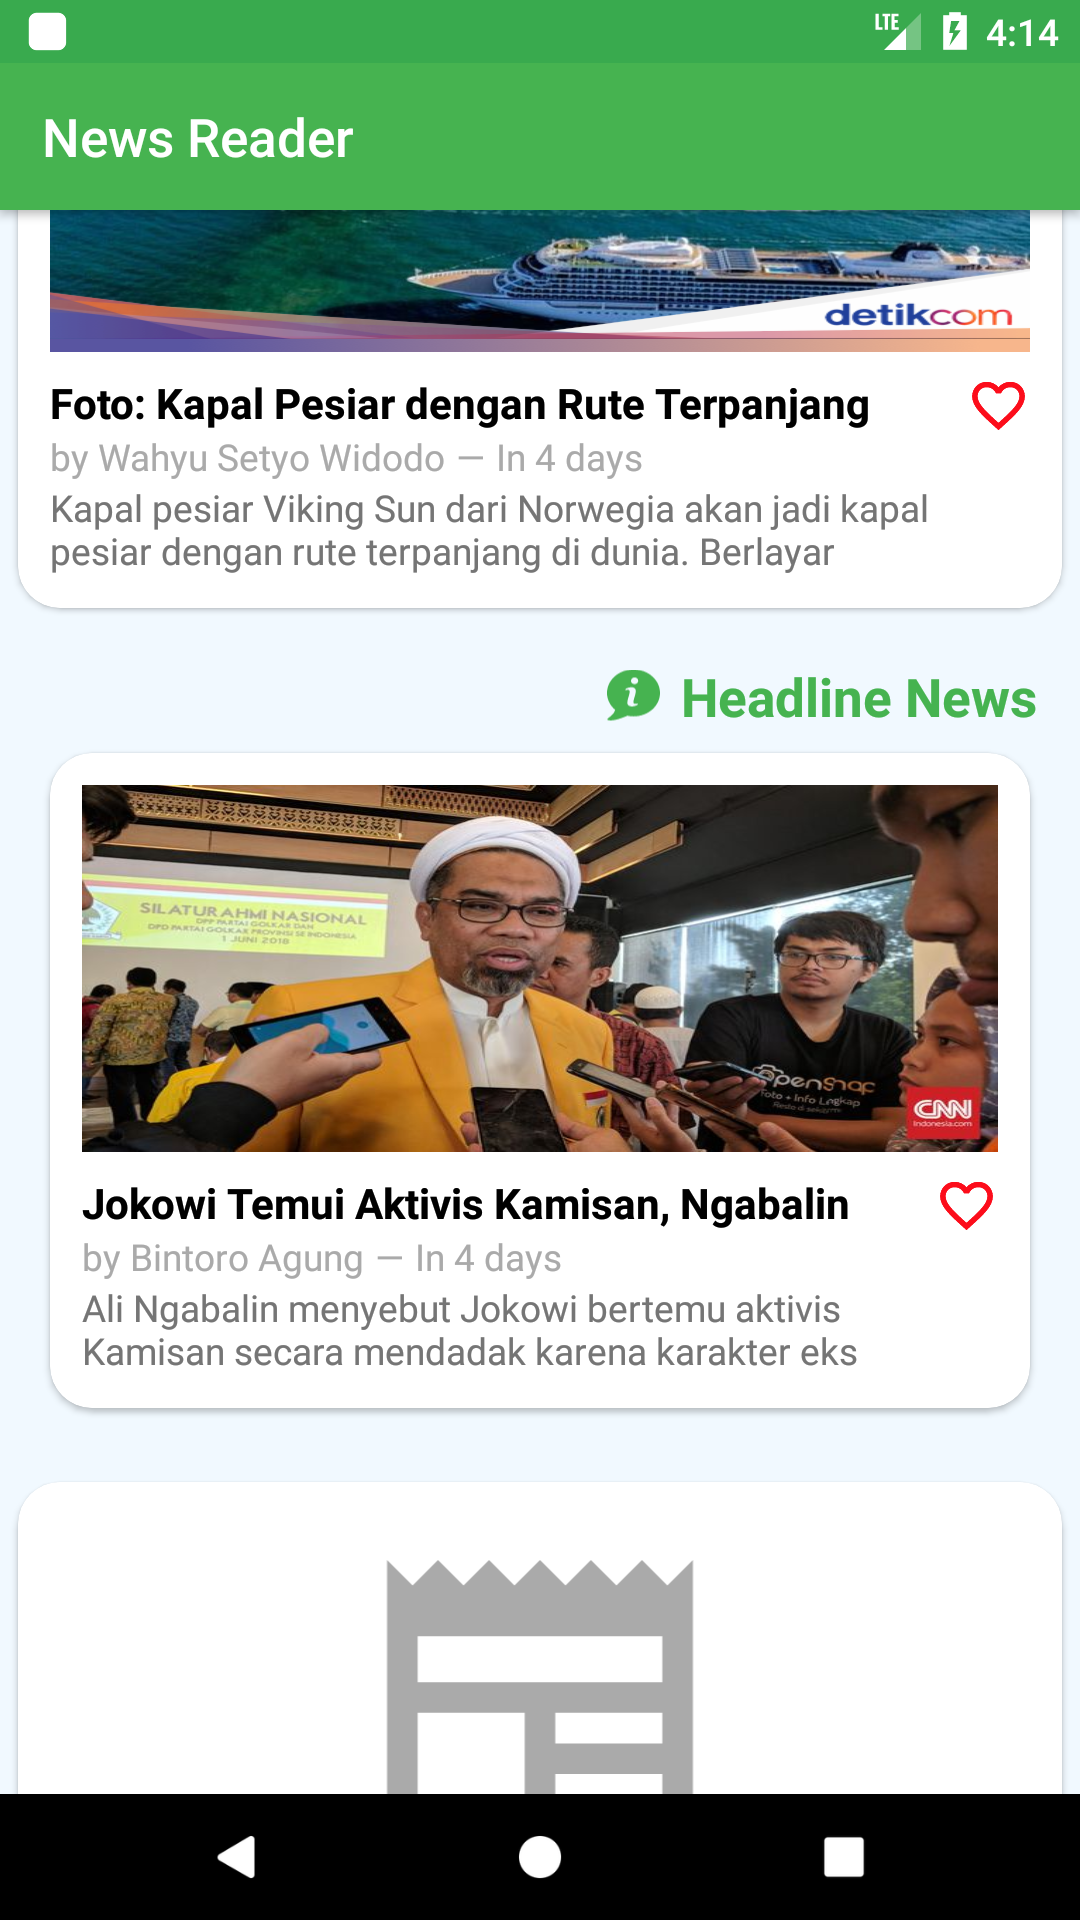 LTE 4:14
News Reader
detikcom
Foto: Kapal Pesiar dengan Rute Terpanjang
by Wahyu Setyo Widodo — In 4 days
Kapal pesiar Viking Sun dari Norwegia akan jadi kapal
pesiar dengan rute terpanjang di dunia. Berlayar
Headline News
SILATURAHMI NASIONAL
DPP PARTAI GOLKAR DAN
DPD PARTAI GOLKAR PROVINSI SE INDONESIA
1 JUNI 2018
OpenSnap
Foto + Info Lengkap
CNN
Indonesia.com
Jokowi Temui Aktivis Kamisan, Ngabalin
by Bintoro Agung — In 4 days
Ali Ngabalin menyebut Jokowi bertemu aktivis
Kamisan secara mendadak karena karakter eks